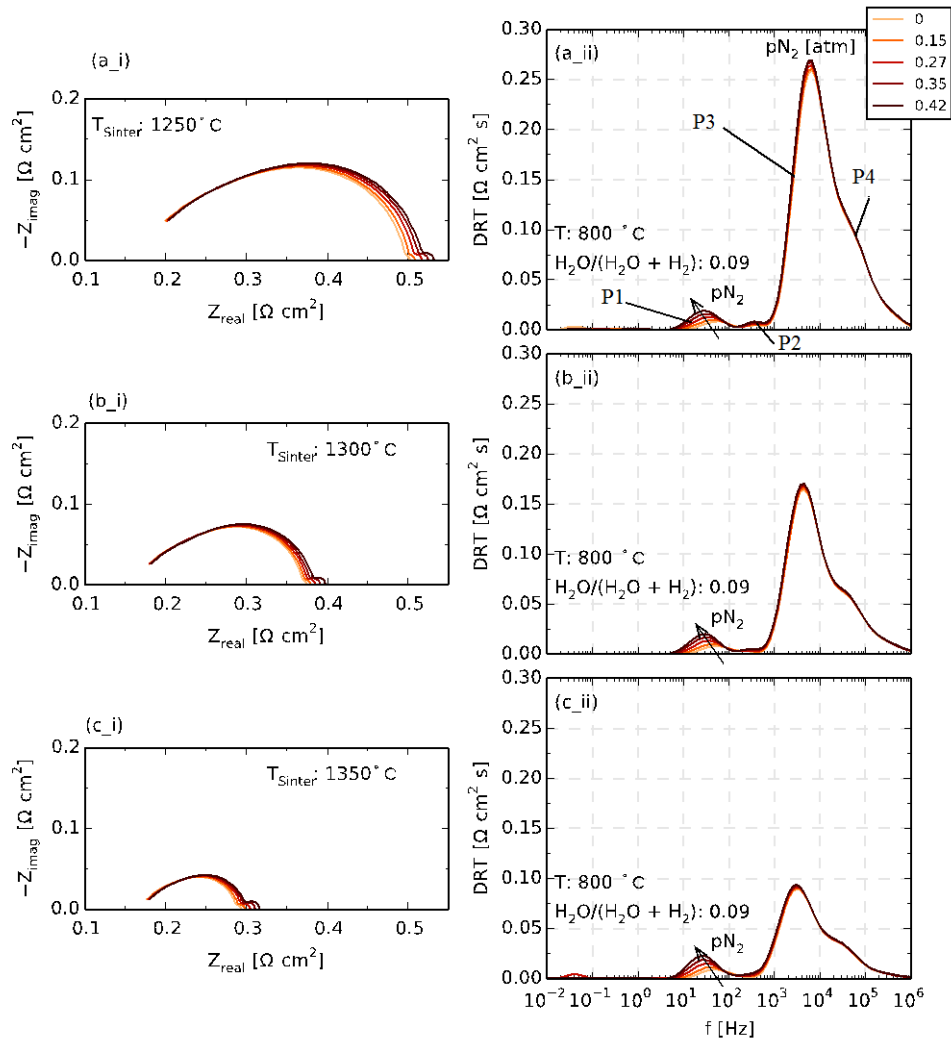 (a_i)
0.2
T_Sinter: 1250°C
0.1
0.0
−Z_imag [Ω cm²]
0.1 0.2 0.3 0.4 0.5
Z_real [Ω cm²]
(b_i)
0.2
T_Sinter: 1300°C
0.1
0.0
−Z_imag [Ω cm²]
0.1 0.2 0.3 0.4 0.5
Z_real [Ω cm²]
(c_i)
0.2
T_Sinter: 1350°C
0.1
0.0
−Z_imag [Ω cm²]
0.1 0.2 0.3 0.4 0.5
Z_real [Ω cm²]
0
0.15
0.27
0.35
0.42
(a_ii)
pN₂ [atm]
0.30
0.25
0.20
0.15
0.10
0.05
0.00
DRT [Ω cm² s]
P3
P4
T: 800 °C
H₂O/(H₂O + H₂): 0.09
P1
pN₂
P2
(b_ii)
0.30
0.25
0.20
0.15
0.10
0.05
0.00
DRT [Ω cm² s]
T: 800 °C
H₂O/(H₂O + H₂): 0.09
pN₂
(c_ii)
0.30
0.25
0.20
0.15
0.10
0.05
0.00
DRT [Ω cm² s]
T: 800 °C
H₂O/(H₂O + H₂): 0.09
pN₂
10⁻² 10⁻¹ 10⁰ 10¹ 10² 10³ 10⁴ 10⁵ 10⁶
f [Hz]